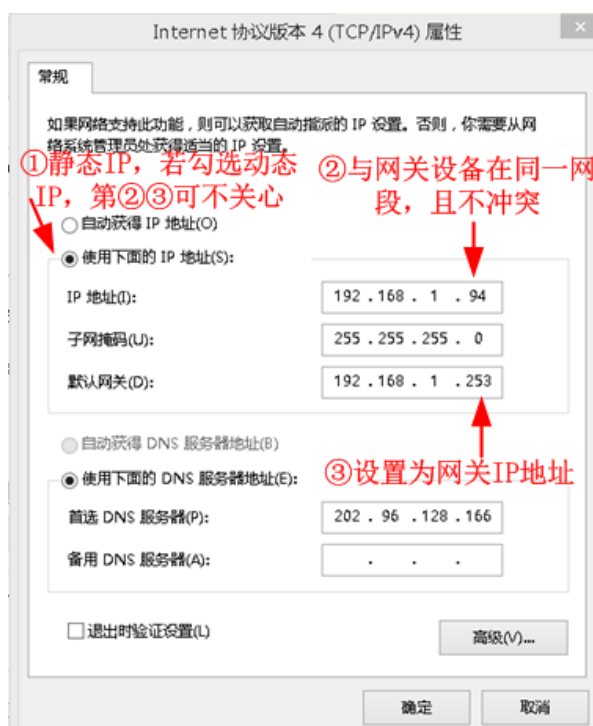 Internet 协议版本 4 (TCP/IPv4) 属性
常规
如果网络支持此功能，则可以获取自动指派的 IP 设置。否则，你需要从网
络系统管理员处获得适当的 IP 设置。
①静态IP，若勾选动态
IP，第②③可不关心
②与网关设备在同一网
段，且不冲突
自动获得 IP 地址(O)
使用下面的 IP 地址(S):
IP 地址(I):
192 . 168 . 1 . 94
子网掩码(U):
255 . 255 . 255 . 0
默认网关(D):
192 . 168 . 1 . 253
自动获得 DNS 服务器地址(B)
③设置为网关IP地址
使用下面的 DNS 服务器地址(E):
首选 DNS 服务器(P):
202 . 96 . 128 . 166
备用 DNS 服务器(A):
. . .
退出时验证设置(L)
高级(V)...
确定
取消